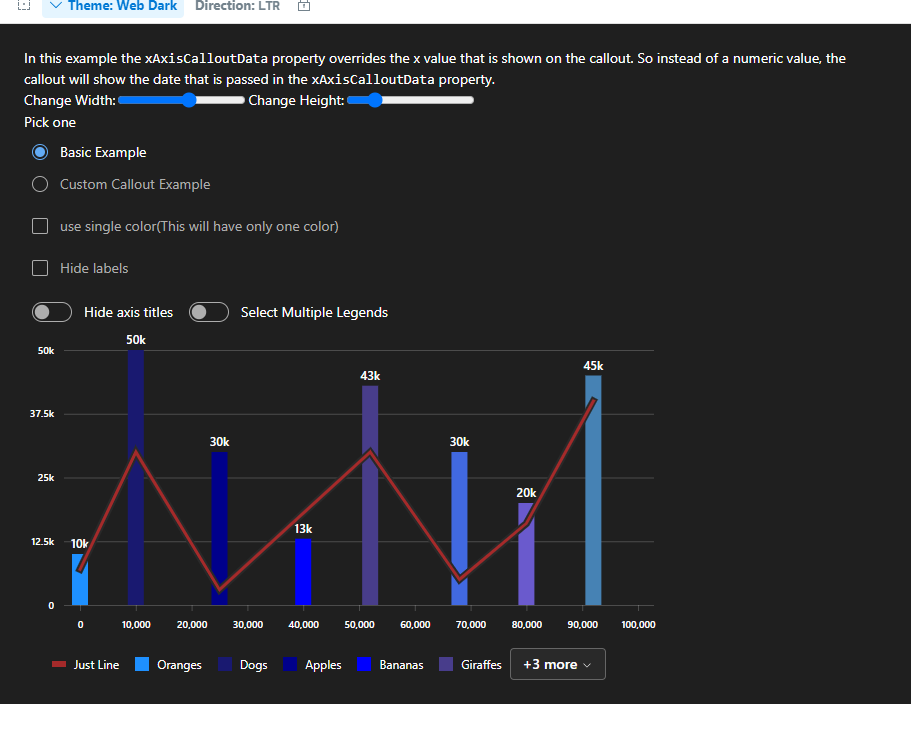 Theme: Web Dark Direction: LTR
In this example the xAxisCalloutData property overrides the x value that is shown on the callout. So instead of a numeric value, the
callout will show the date that is passed in the xAxisCalloutData property.
Change Width: Change Height:
Pick one
Basic Example
Custom Callout Example
use single color(This will have only one color)
Hide labels
Hide axis titles Select Multiple Legends
50k
50k
45k
43k
37.5k
30k 30k
25k
20k
13k
12.5k
10k
0
0 10,000 20,000 30,000 40,000 50,000 60,000 70,000 80,000 90,000 100,000
Just Line Oranges Dogs Apples Bananas Giraffes +3 more